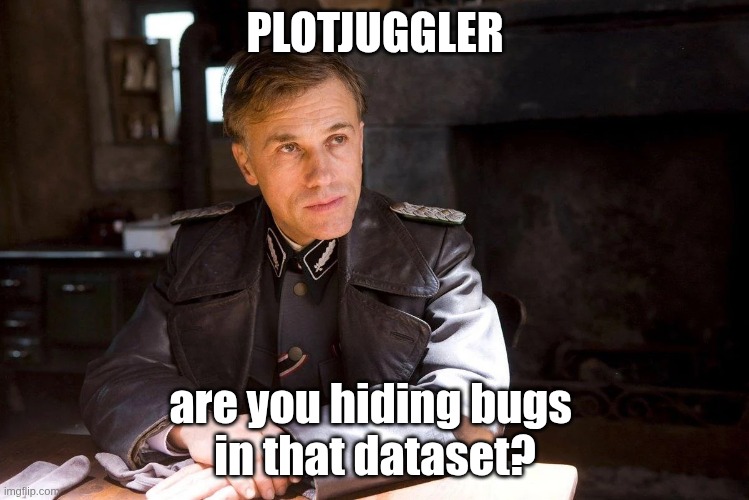 PLOTJUGGLER
are you hiding bugs
in that dataset?
imgflip.com